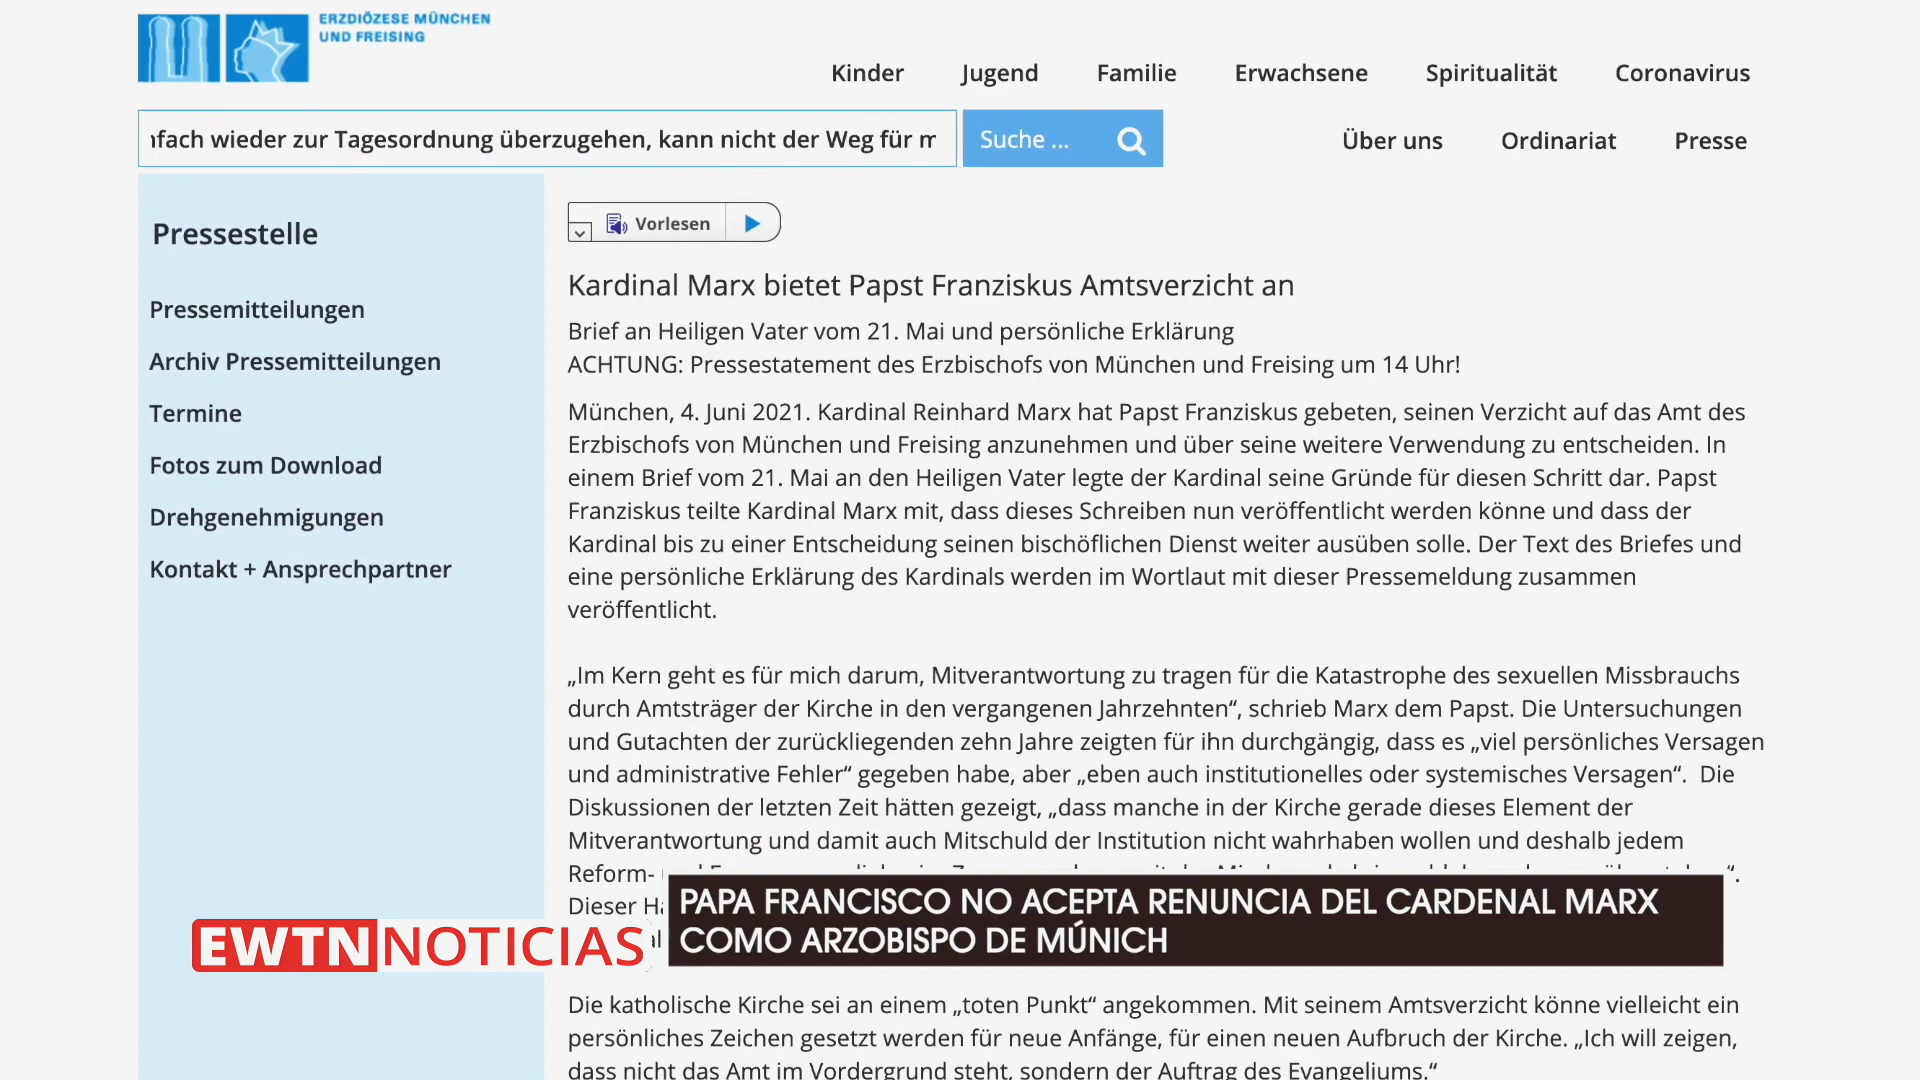 ERZDIÖZESE MÜNCHEN
UND FREISING
Kinder Jugend Familie Erwachsene Spiritualität Coronavirus
wieder zur Tagesordnung überzugehen, kann nicht der Weg für
Suche ...
Über uns Ordinariat Presse
Pressestelle
Pressemitteilungen
Archiv Pressemitteilungen
Termine
Fotos zum Download
Drehgenehmigungen
Kontakt + Ansprechpartner
Vorlesen
Kardinal Marx bietet Papst Franziskus Amtsverzicht an
Brief an Heiligen Vater vom 21. Mai und persönliche Erklärung
ACHTUNG: Pressestatement des Erzbischofs von München und Freising um 14 Uhr!
München, 4. Juni 2021. Kardinal Reinhard Marx hat Papst Franziskus gebeten, seinen Verzicht auf das Amt des
Erzbischofs von München und Freising anzunehmen und über seine weitere Verwendung zu entscheiden. In
einem Brief vom 21. Mai an den Heiligen Vater legte der Kardinal seine Gründe für diesen Schritt dar. Papst
Franziskus teilte Kardinal Marx mit, dass dieses Schreiben nun veröffentlicht werden könne und dass der
Kardinal bis zu einer Entscheidung seinen bischöflichen Dienst weiter ausüben solle. Der Text des Briefes und
eine persönliche Erklärung des Kardinals werden im Wortlaut mit dieser Pressemeldung zusammen
veröffentlicht.
„Im Kern geht es für mich darum, Mitverantwortung zu tragen für die Katastrophe des sexuellen Missbrauchs
durch Amtsträger der Kirche in den vergangenen Jahrzehnten“, schrieb Marx dem Papst. Die Untersuchungen
und Gutachten der zurückliegenden zehn Jahre zeigten für ihn durchgängig, dass es „viel persönliches Versagen
und administrative Fehler“ gegeben habe, aber „eben auch institutionelles oder systemisches Versagen“. Die
Diskussionen der letzten Zeit hätten gezeigt, „dass manche in der Kirche gerade dieses Element der
Mitverantwortung und damit auch Mitschuld der Institution nicht wahrhaben wollen und deshalb jedem
Reform-
Dieser
EWTN NOTICIAS
PAPA FRANCISCO NO ACEPTA RENUNCIA DEL CARDENAL MARX
COMO ARZOBISPO DE MÚNICH
Die katholische Kirche sei an einem „toten Punkt“ angekommen. Mit seinem Amtsverzicht könne vielleicht ein
persönliches Zeichen gesetzt werden für neue Anfänge, für einen neuen Aufbruch der Kirche. „Ich will zeigen,
dass nicht das Amt im Vordergrund steht, sondern der Auftrag des Evangeliums.“